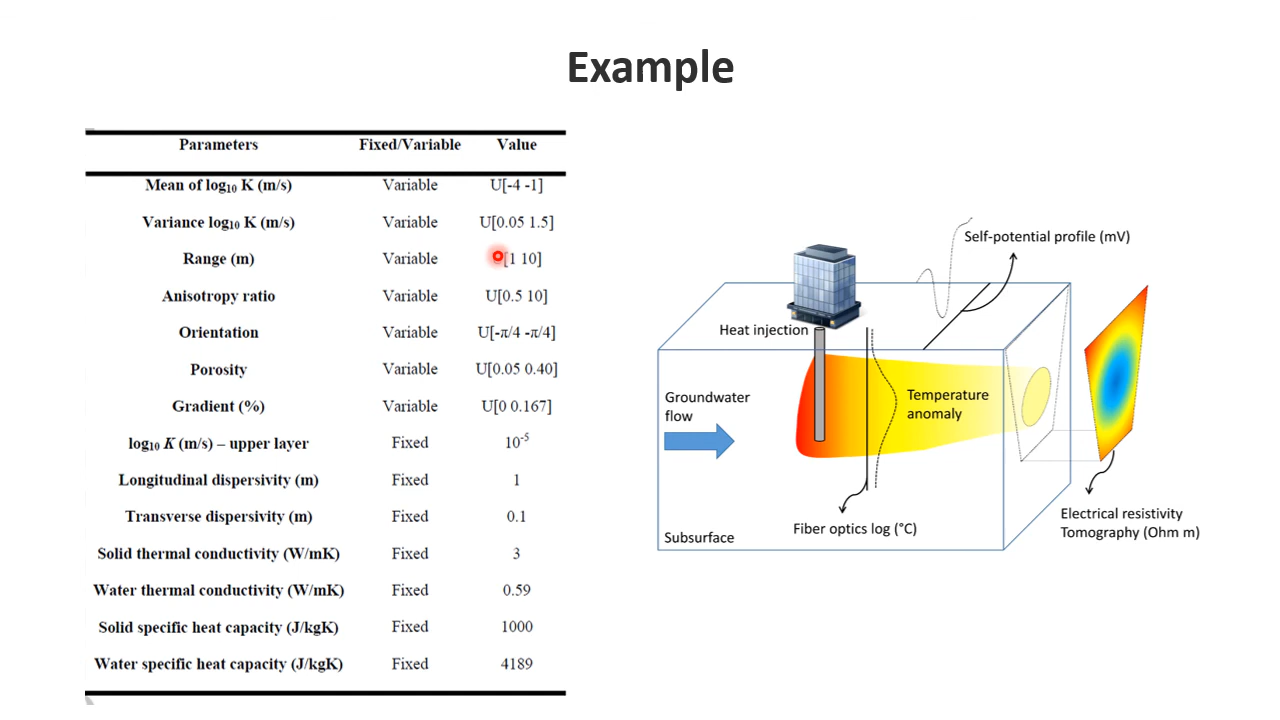 Example
Parameters Fixed/Variable Value
Mean of log₁₀ K (m/s) Variable U[-4 -1]
Variance log₁₀ K (m/s) Variable U[0.05 1.5]
Range (m) Variable [1 10]
Anisotropy ratio Variable U[0.5 10]
Orientation Variable U[-π/4 -π/4]
Porosity Variable U[0.05 0.40]
Gradient (%) Variable U[0 0.167]
log₁₀ K (m/s) – upper layer Fixed 10⁻⁵
Longitudinal dispersivity (m) Fixed 1
Transverse dispersivity (m) Fixed 0.1
Solid thermal conductivity (W/mK) Fixed 3
Water thermal conductivity (W/mK) Fixed 0.59
Solid specific heat capacity (J/kgK) Fixed 1000
Water specific heat capacity (J/kgK) Fixed 4189
Self-potential profile (mV)
Heat injection
Groundwater
flow
Temperature
anomaly
Fiber optics log (°C)
Subsurface
Electrical resistivity
Tomography (Ohm m)